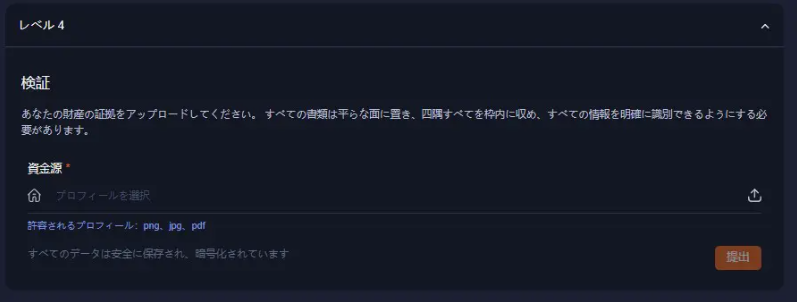 レベル 4
検証
あなたの財産の証拠をアップロードしてください。 すべての書類は平らな面に置き、四隅すべてを枠内に収め、すべての情報を明確に識別できるようにする必
要があります。
資金源 *
プロフィールを選択
許容されるプロフィール: png、jpg、pdf
すべてのデータは安全に保存され、暗号化されています
提出